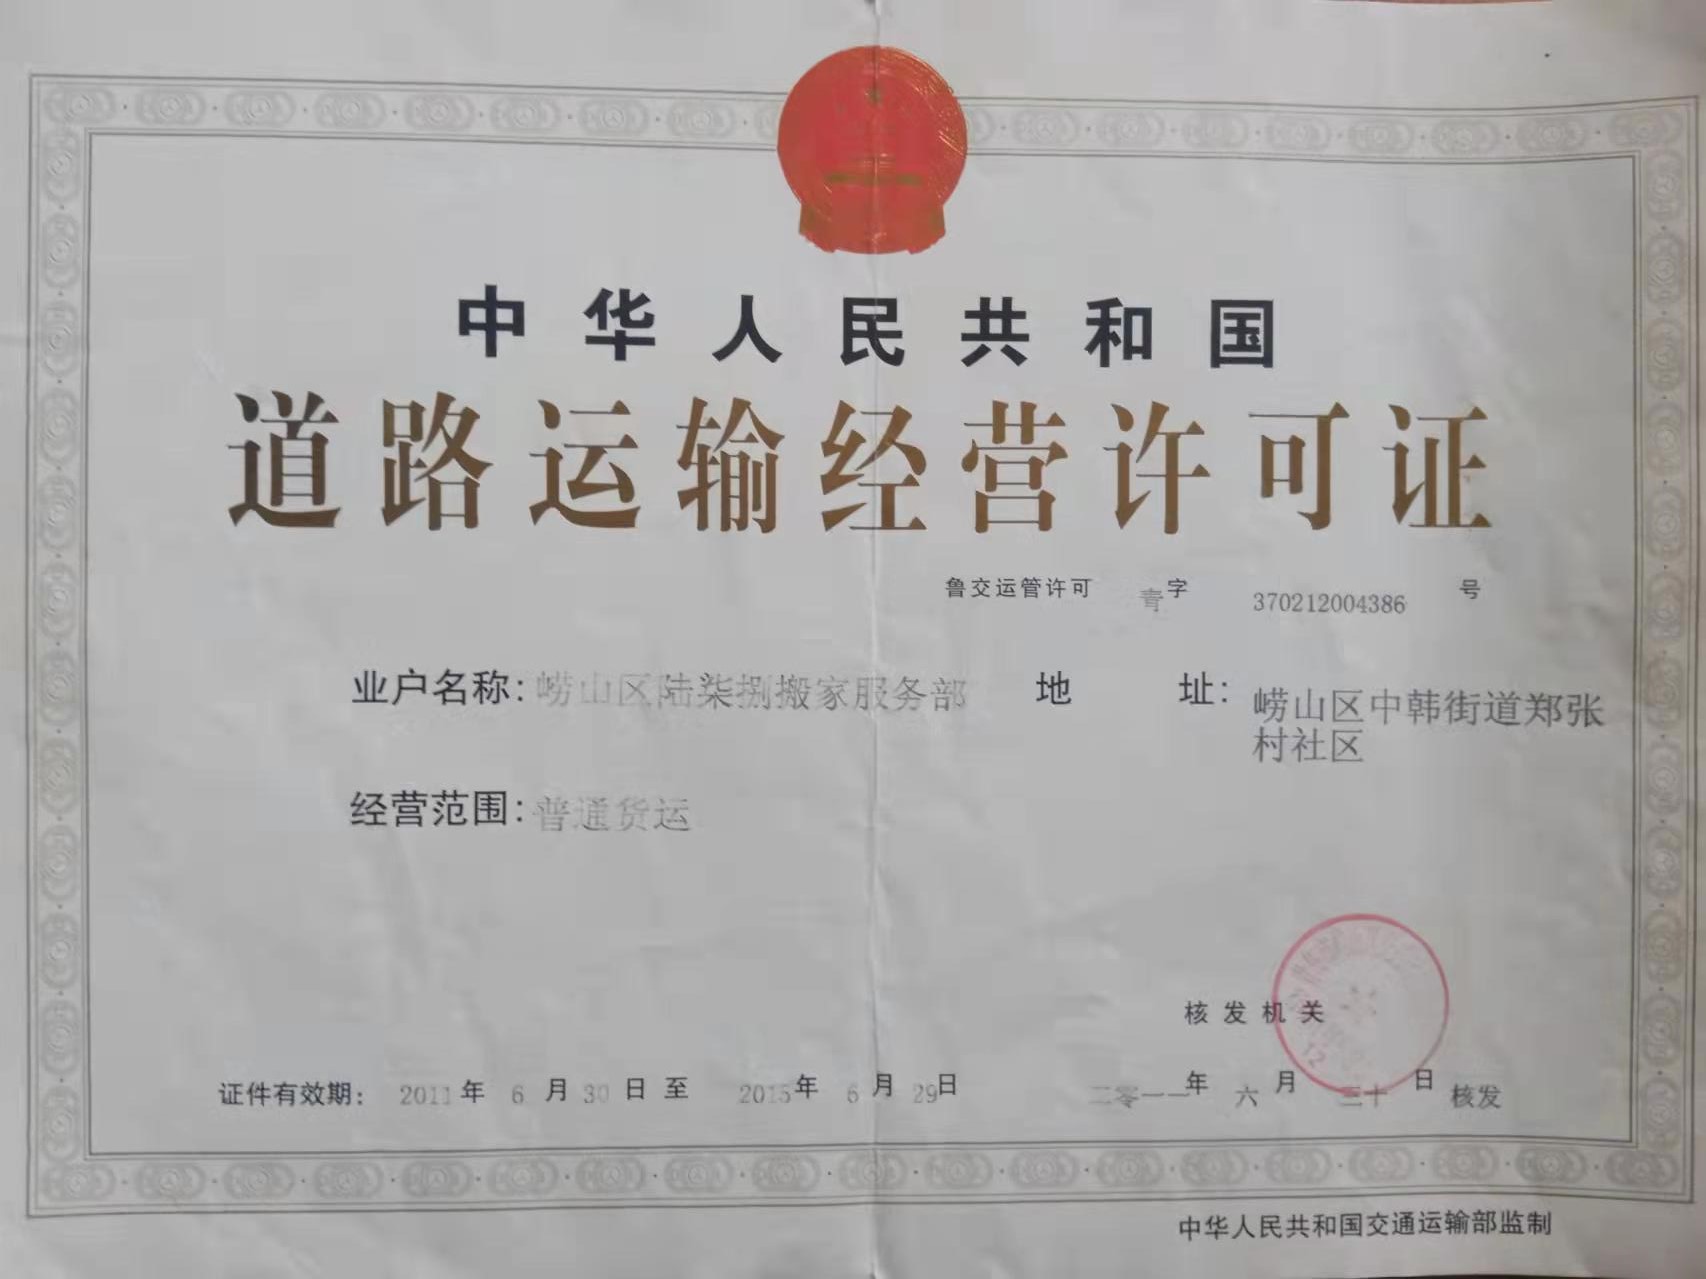 中华人民共和国
道路运输经营许可证
鲁交运管许可 青字 370212004386 号
业户名称：崂山区陆柒捌搬家服务部
地 址：崂山区中韩街道郑张
村社区
经营范围：普通货运
核发机关
证件有效期： 2011年 6 月 30 日 至 2015年 6 月 29日
二零一一年 六 月 三十 日 核发
中华人民共和国交通运输部监制